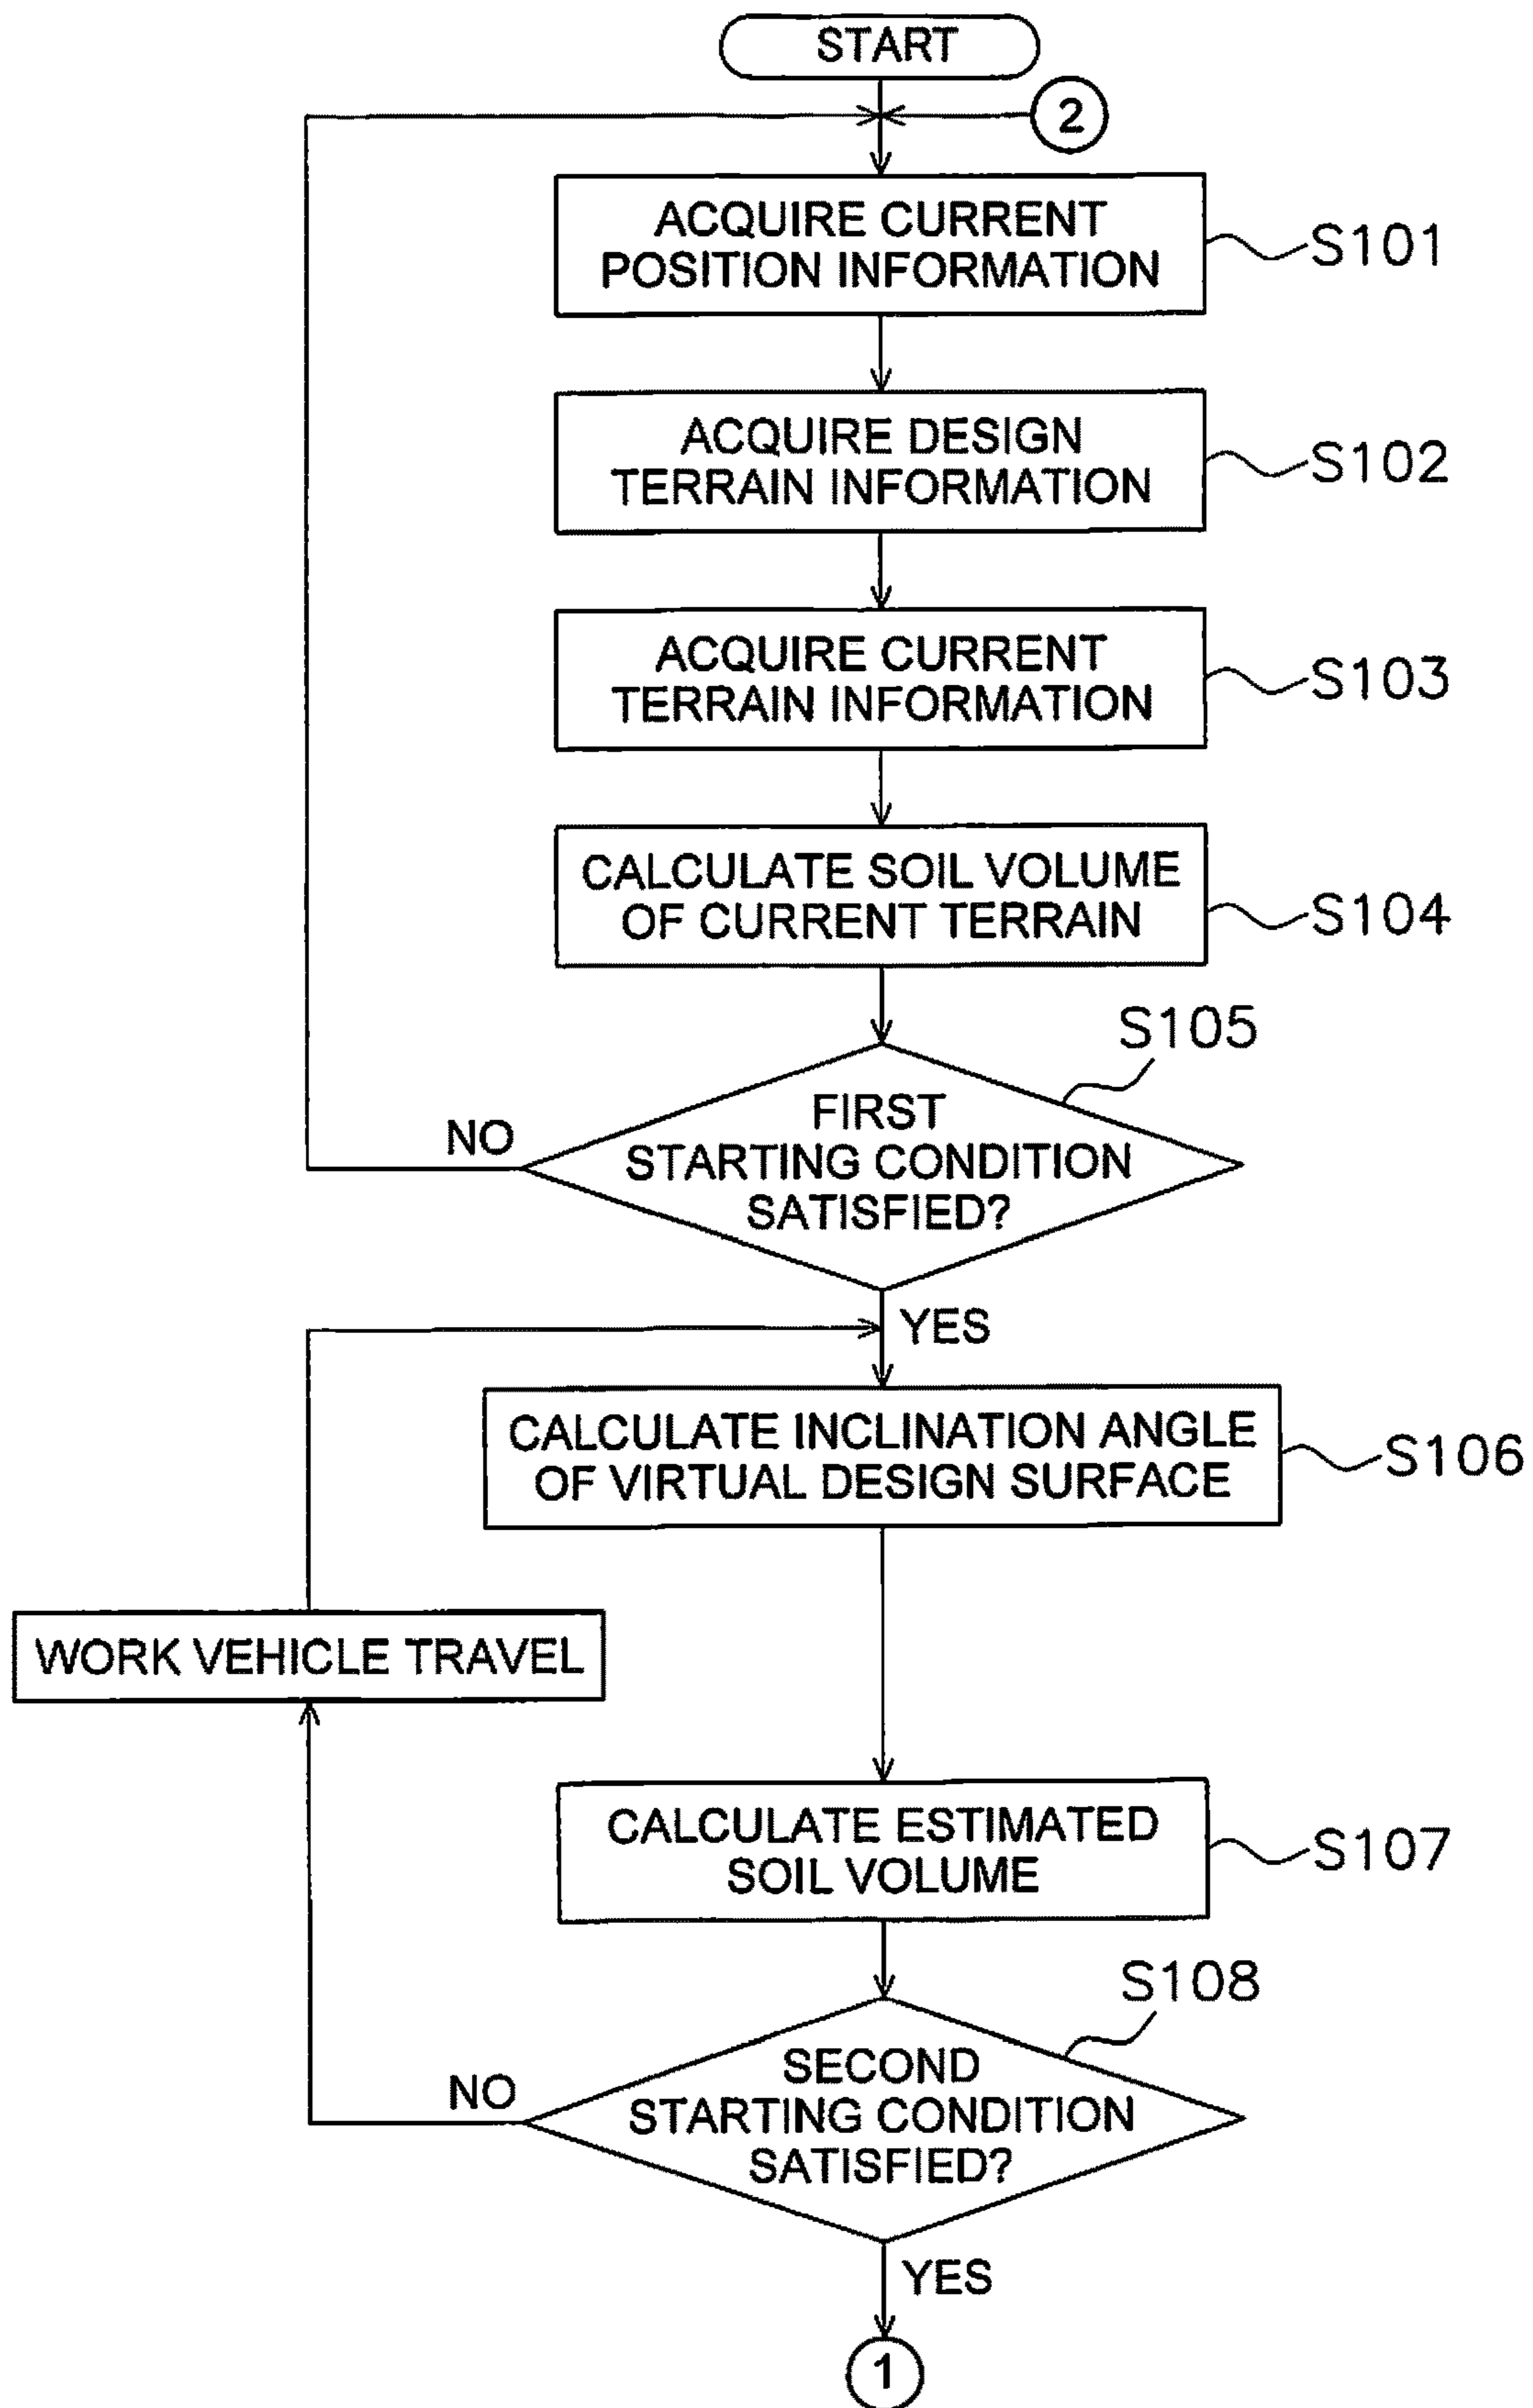 START
2
ACQUIRE CURRENT
POSITION INFORMATION
S101
ACQUIRE DESIGN
TERRAIN INFORMATION
S102
ACQUIRE CURRENT
TERRAIN INFORMATION
S103
CALCULATE SOIL VOLUME
OF CURRENT TERRAIN
S104
S105
FIRST
STARTING CONDITION
SATISFIED?
NO
YES
CALCULATE INCLINATION ANGLE
OF VIRTUAL DESIGN SURFACE
S106
WORK VEHICLE TRAVEL
CALCULATE ESTIMATED
SOIL VOLUME
S107
S108
SECOND
STARTING CONDITION
SATISFIED?
NO
YES
1